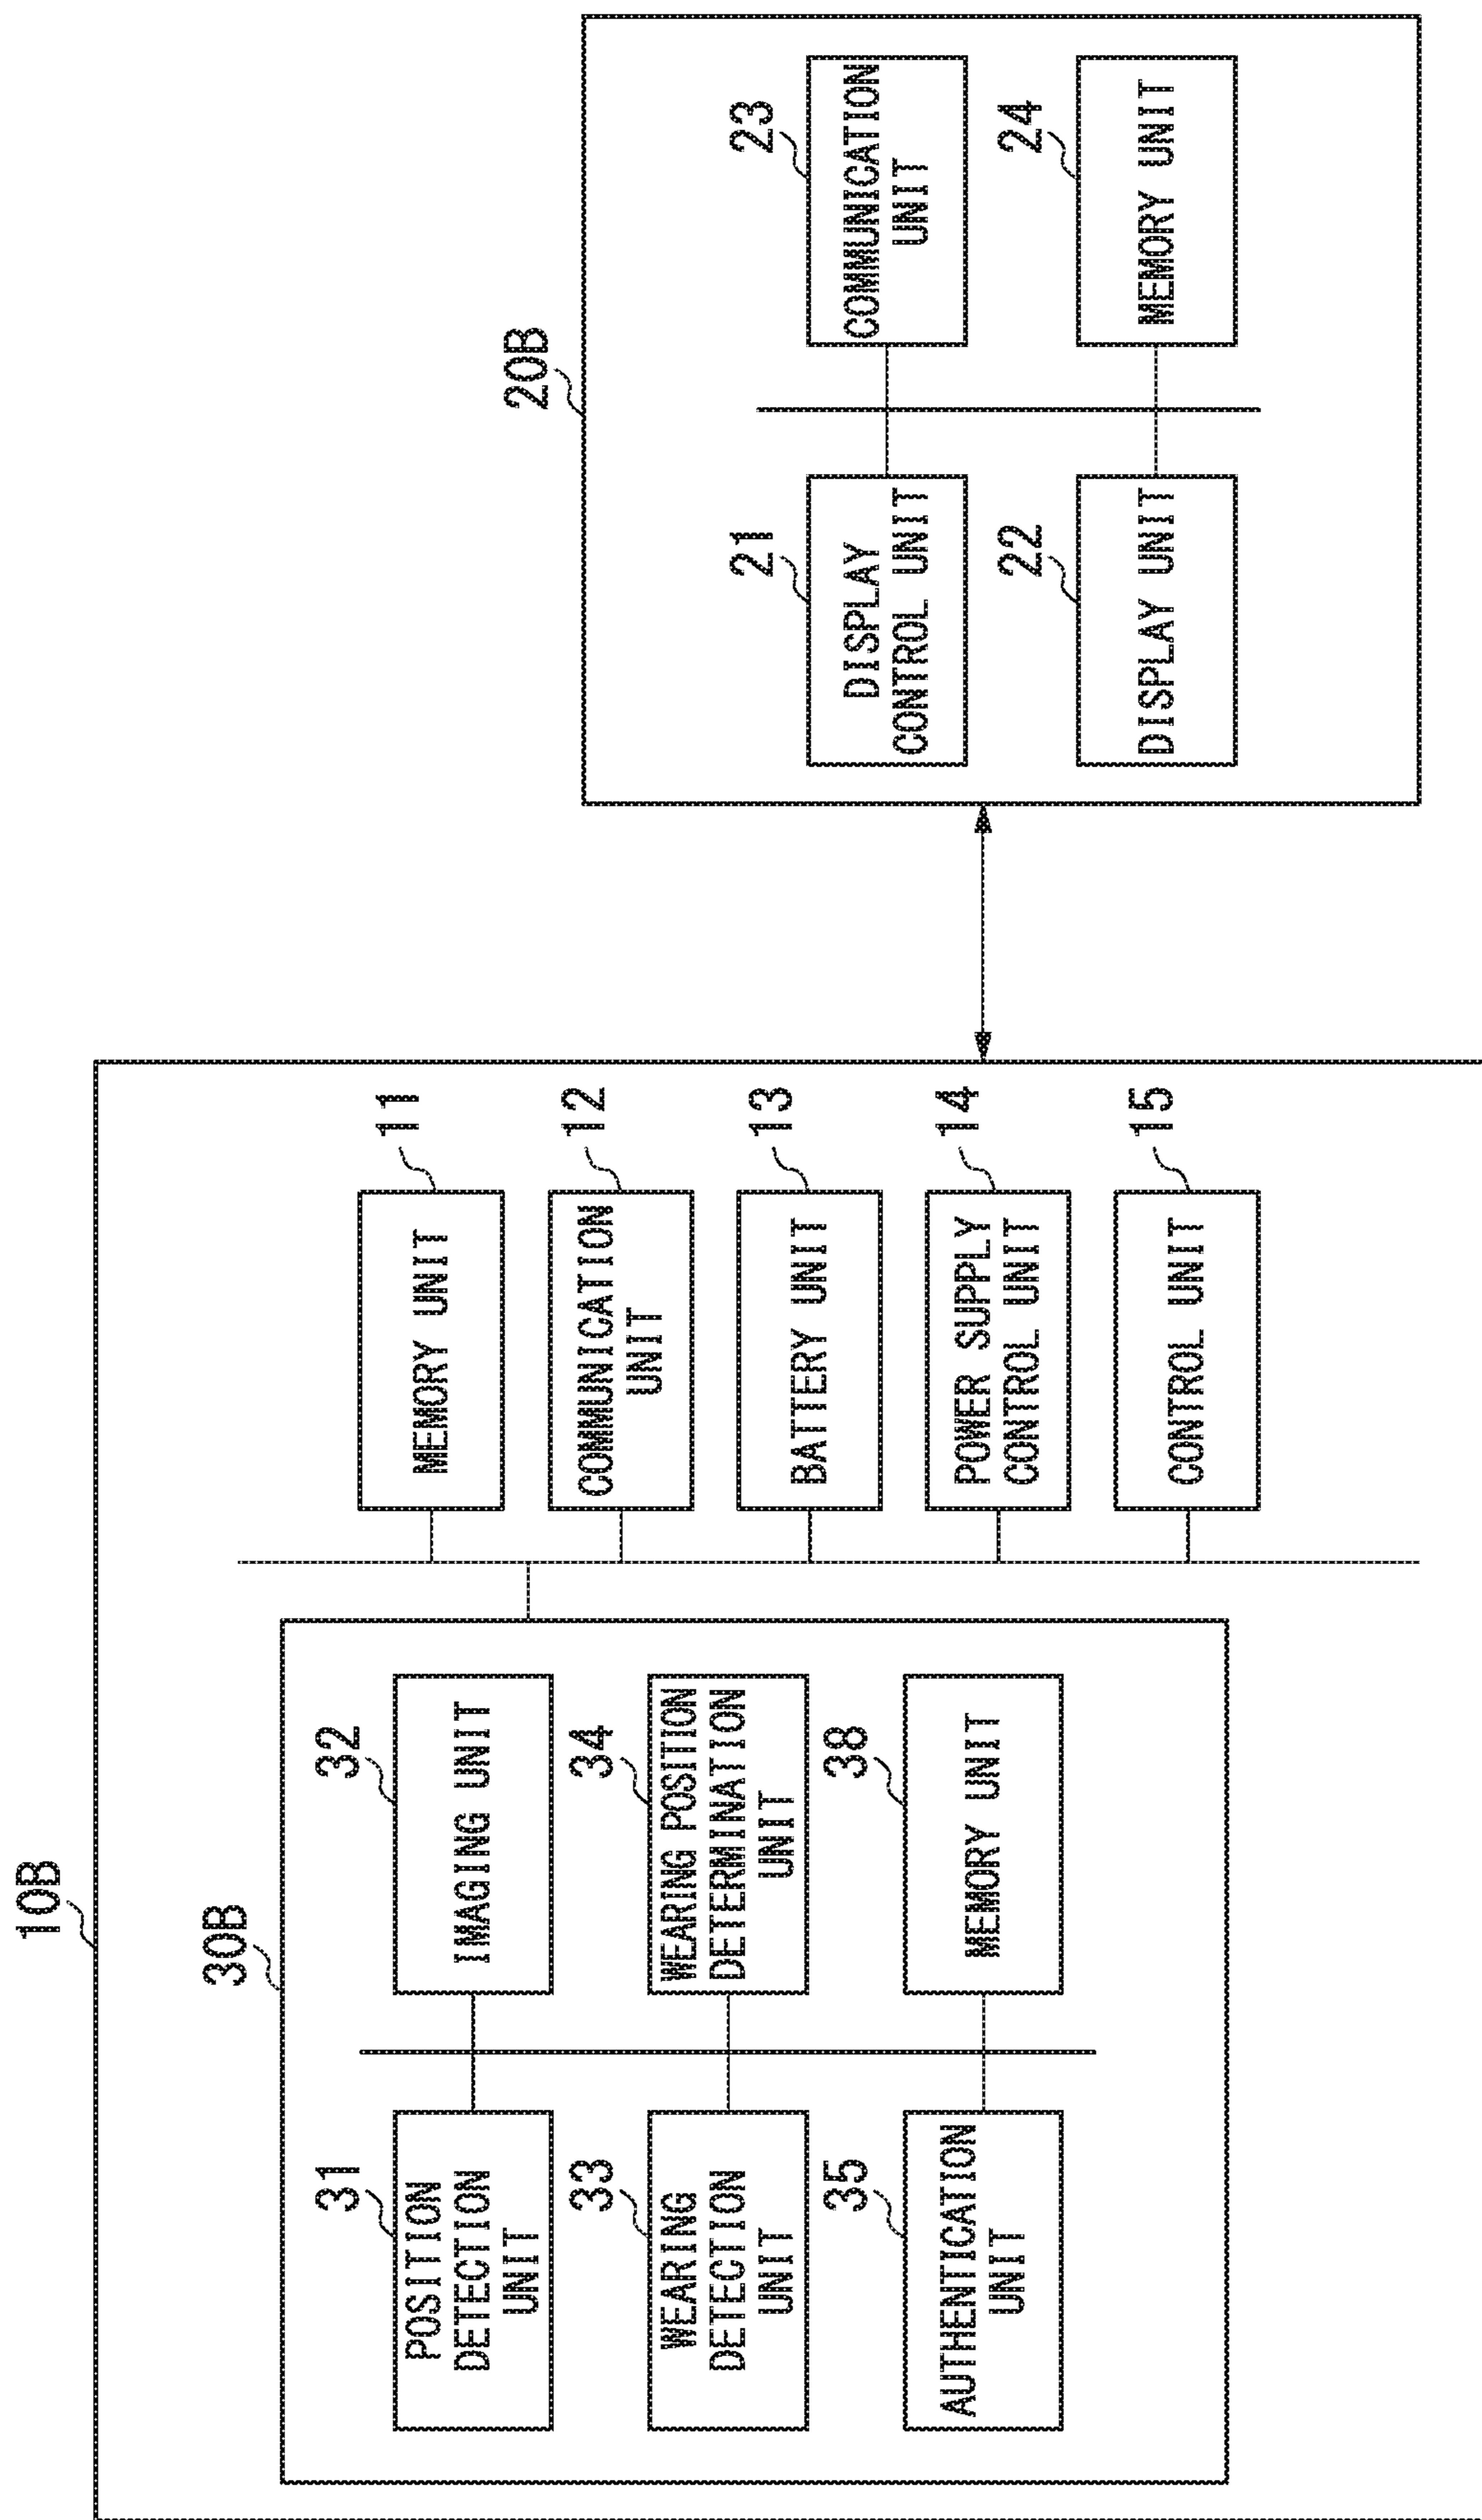 10B
30B
31
POSITION
DETECTION
UNIT
32
IMAGING UNIT
33
WEARING
DETECTION
UNIT
34
WEARING POSITION
DETERMINATION
UNIT
35
AUTHENTICATION
UNIT
38
MEMORY UNIT
11
MEMORY UNIT
12
COMMUNICATION
UNIT
13
BATTERY UNIT
14
POWER SUPPLY
CONTROL UNIT
15
CONTROL UNIT
20B
21
DISPLAY
CONTROL UNIT
23
COMMUNICATION
UNIT
22
DISPLAY UNIT
24
MEMORY UNIT